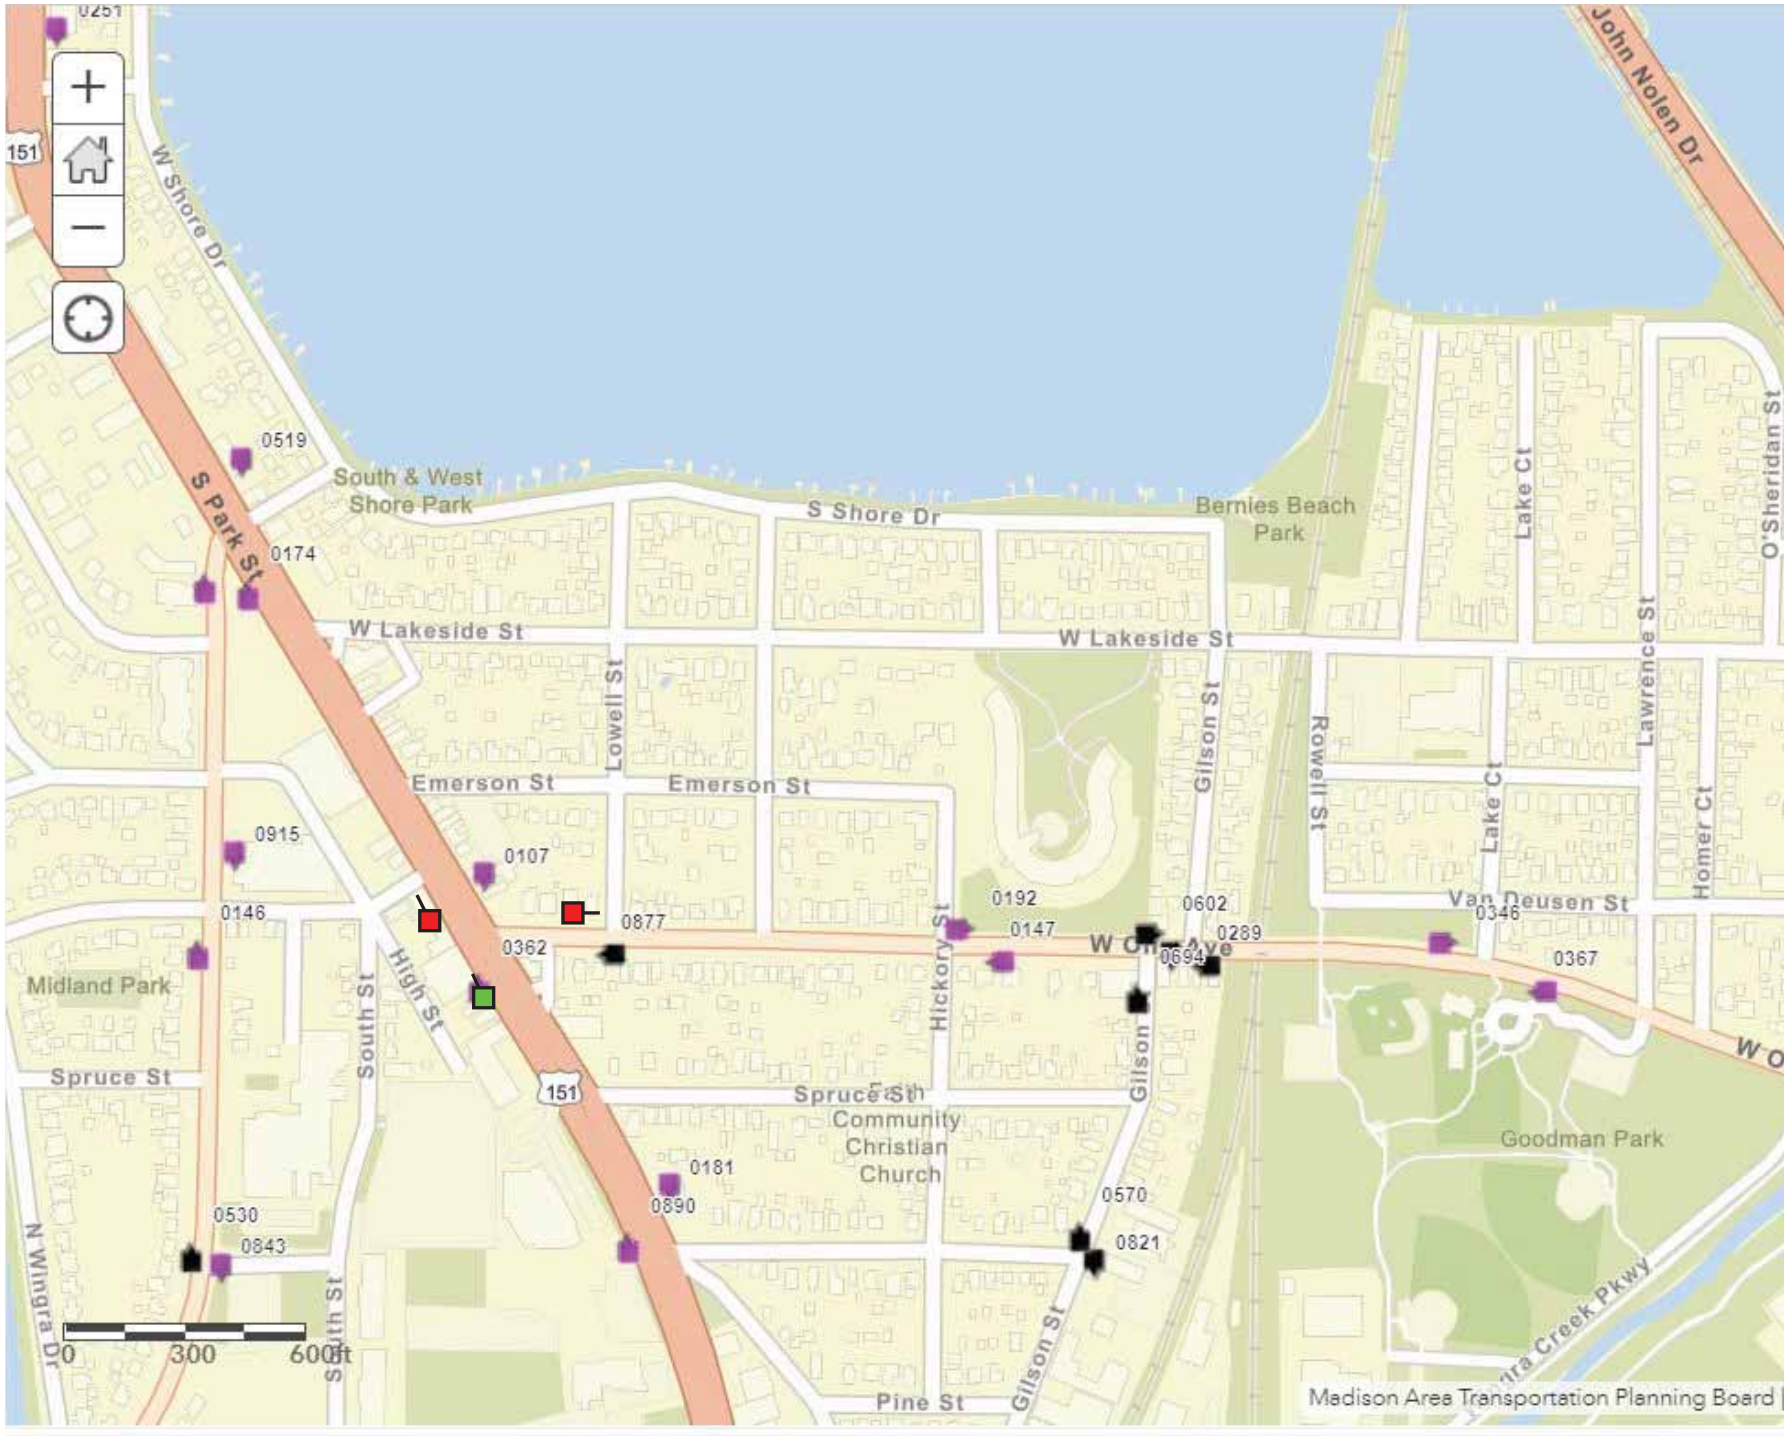 0251
John Nolen Dr
+
151
W Shore Dr
−
0519
S Park St
South & West
Shore Park
S Shore Dr
Bernies Beach
Park
Lake Ct
O'Sheridan St
0174
W Lakeside St
W Lakeside St
Lowell St
Gilson St
Rowell St
Lawrence St
Emerson St
Emerson St
Lake Ct
Homer Ct
0915
0107
0146
0192
0602
Van Deusen St
0346
0877
0147
0289
0362
W
Ave
0694
0367
Midland Park
High St
South St
Hickory St
Gilson
W O
Spruce St
151
Spruce St
Community
Christian
Church
Goodman Park
0181
0890
0570
0530
0843
0821
N Wingra Dr
South St
Gilson St
ra Creek Pkwy
0
300
600ft
Pine St
Madison Area Transportation Planning Board |